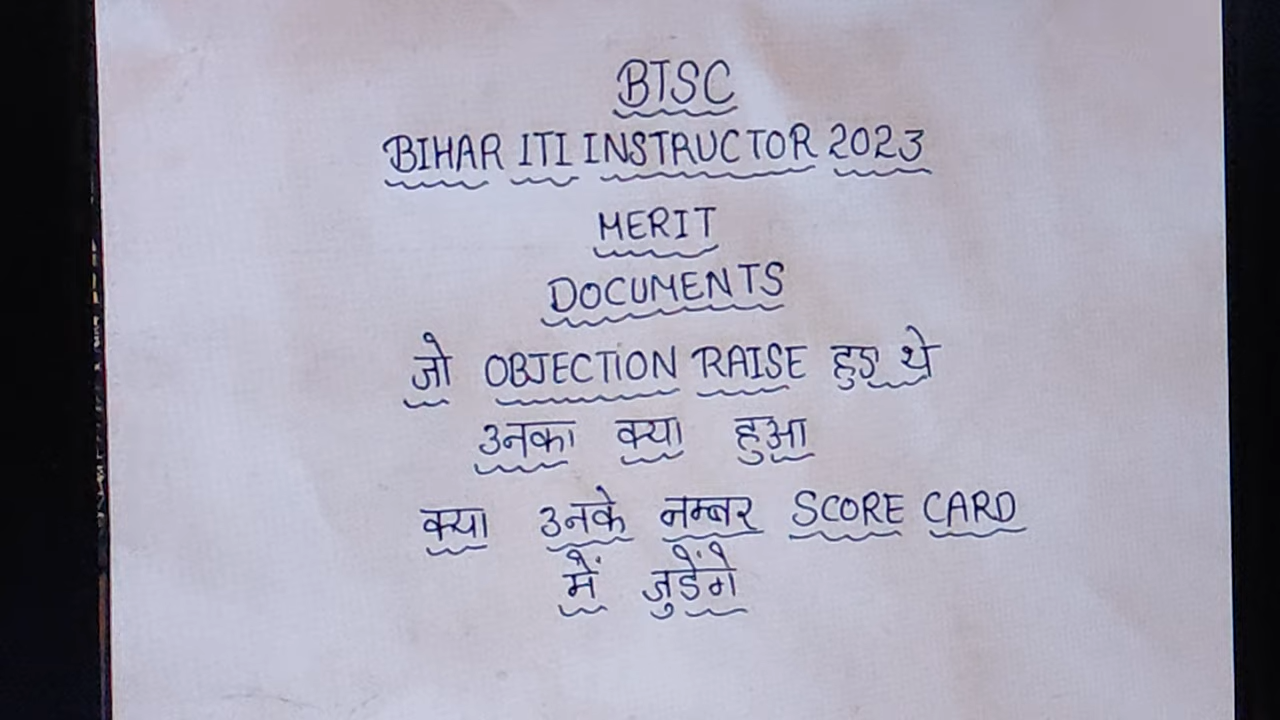 BTSC
BIHAR ITI INSTRUCTOR 2023
MERIT
DOCUMENTS
जो OBJECTION RAISE हुए थे
उनका क्या हुआ
क्या उनके नम्बर SCORE CARD
में जुडेंगे